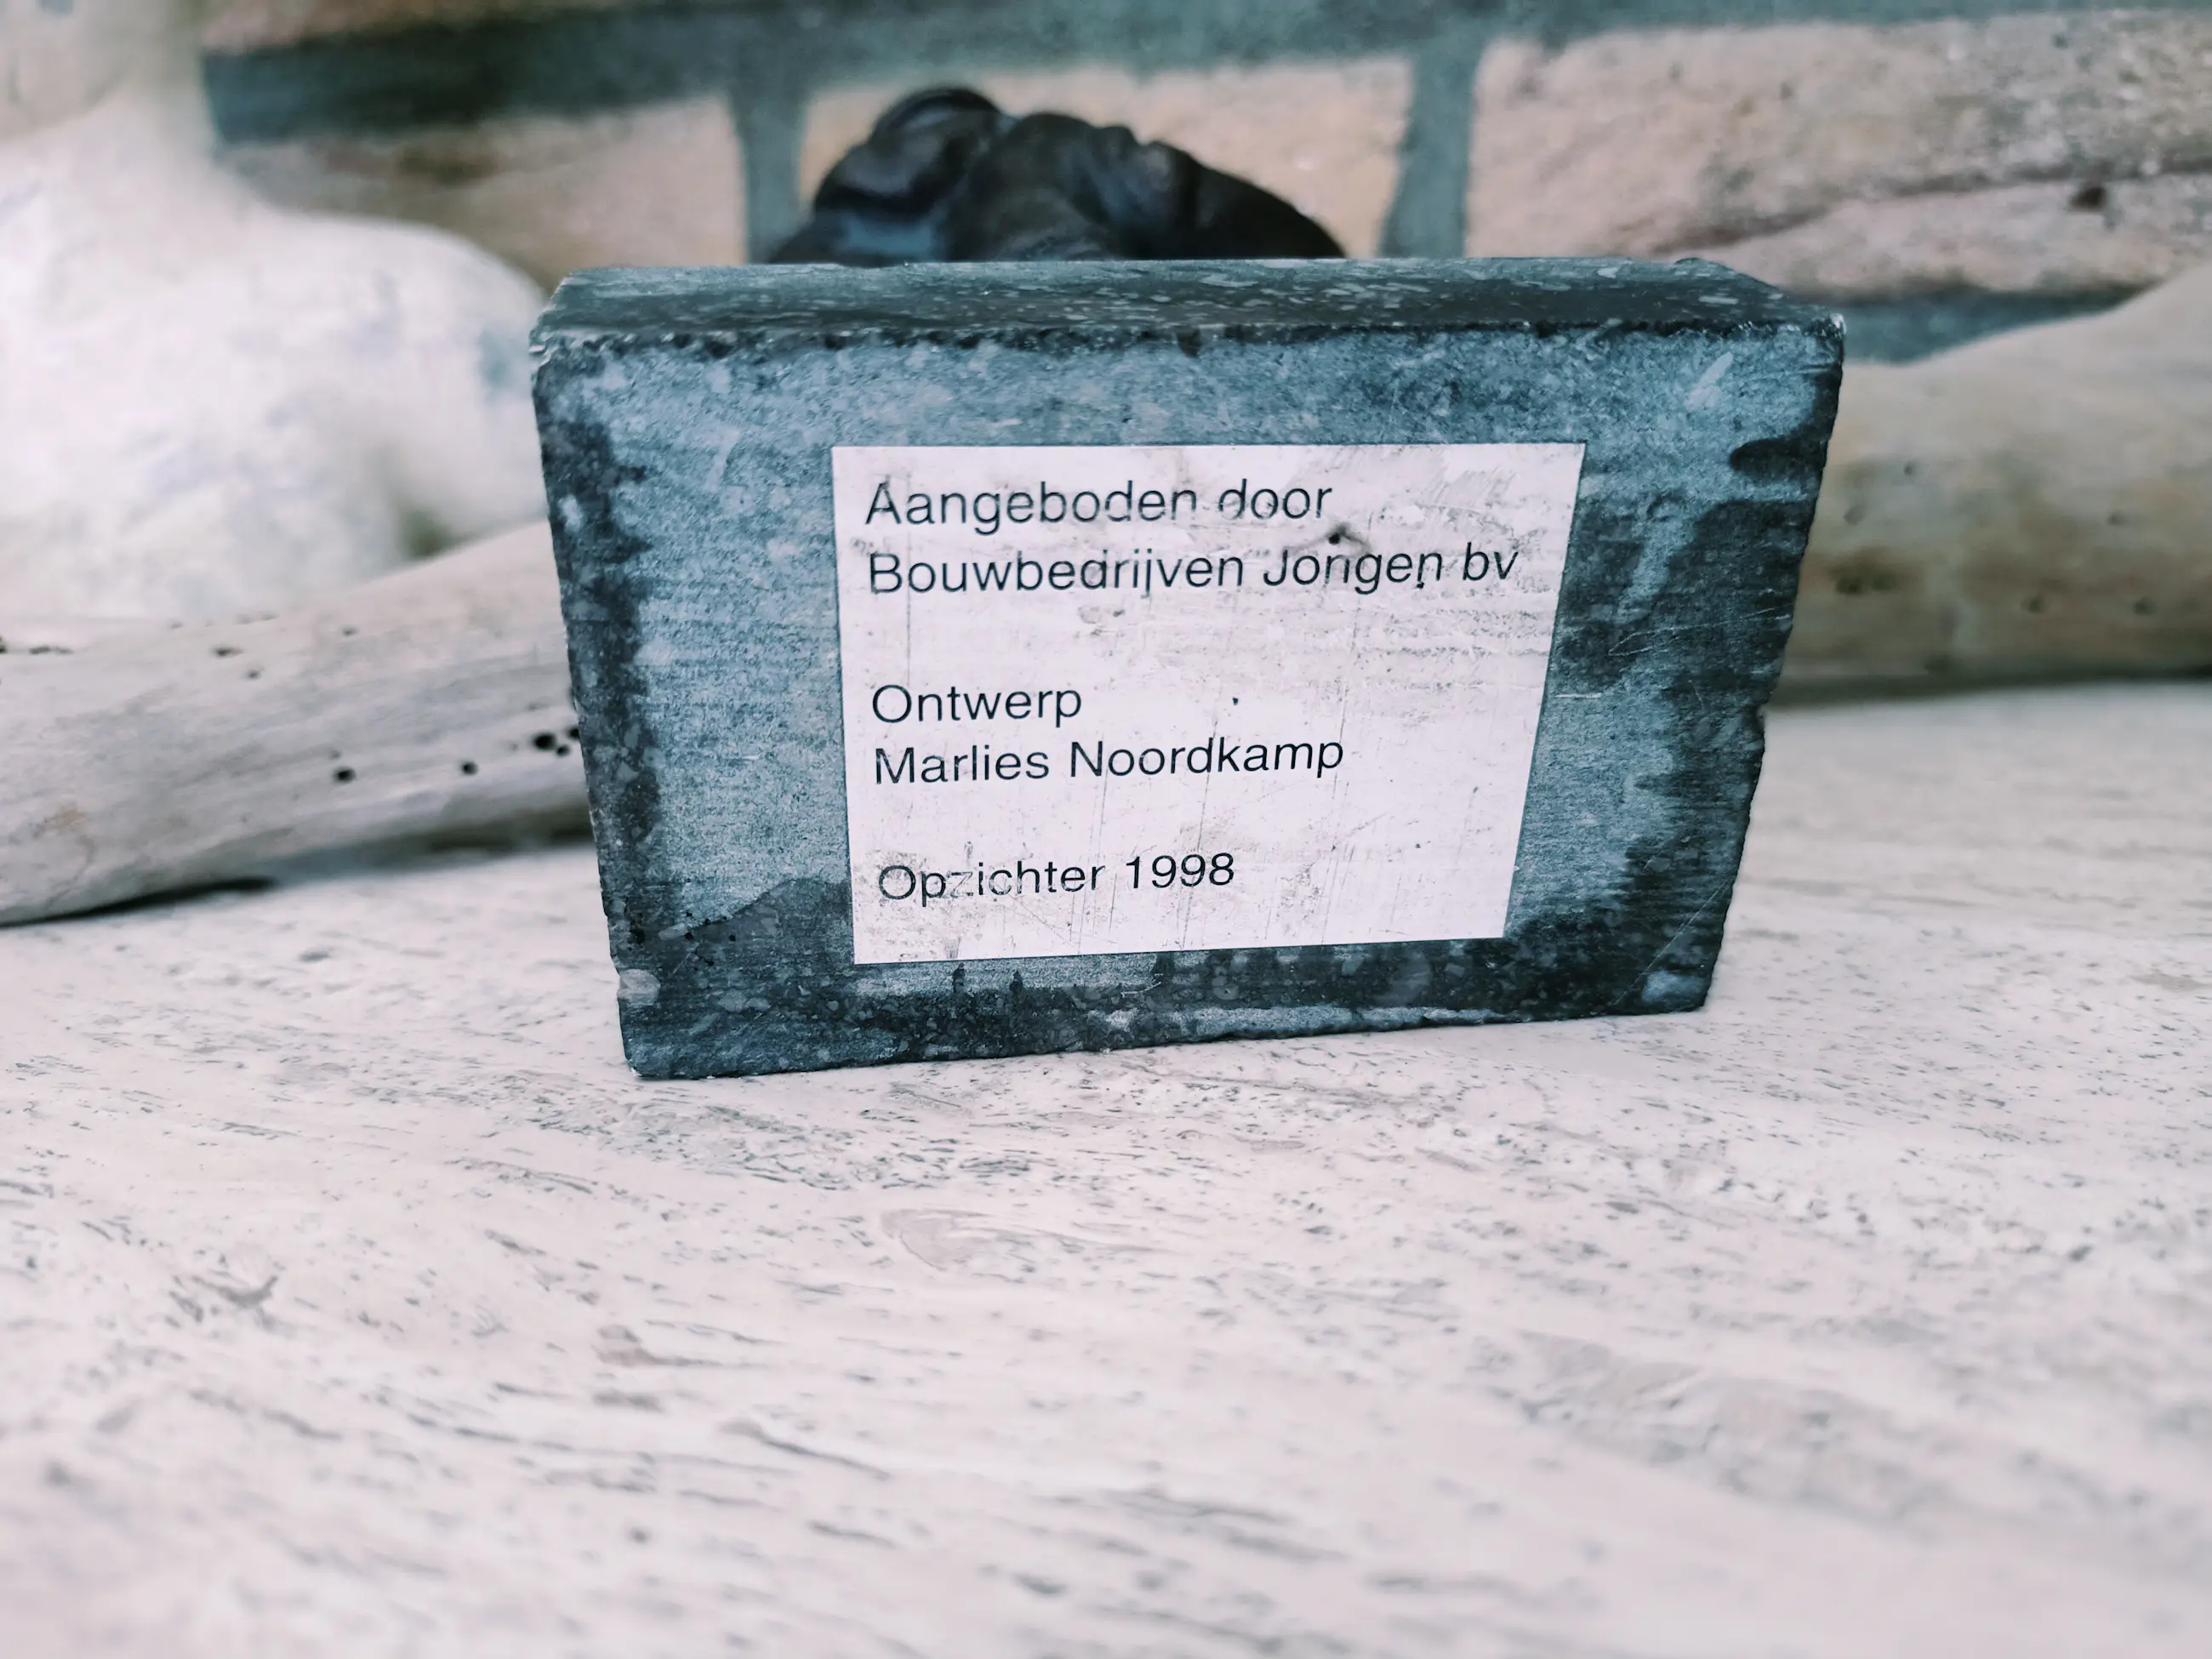 Aangeboden door
Bouwbedrijven Jongen bv
Ontwerp
Marlies Noordkamp
Opzichter 1998